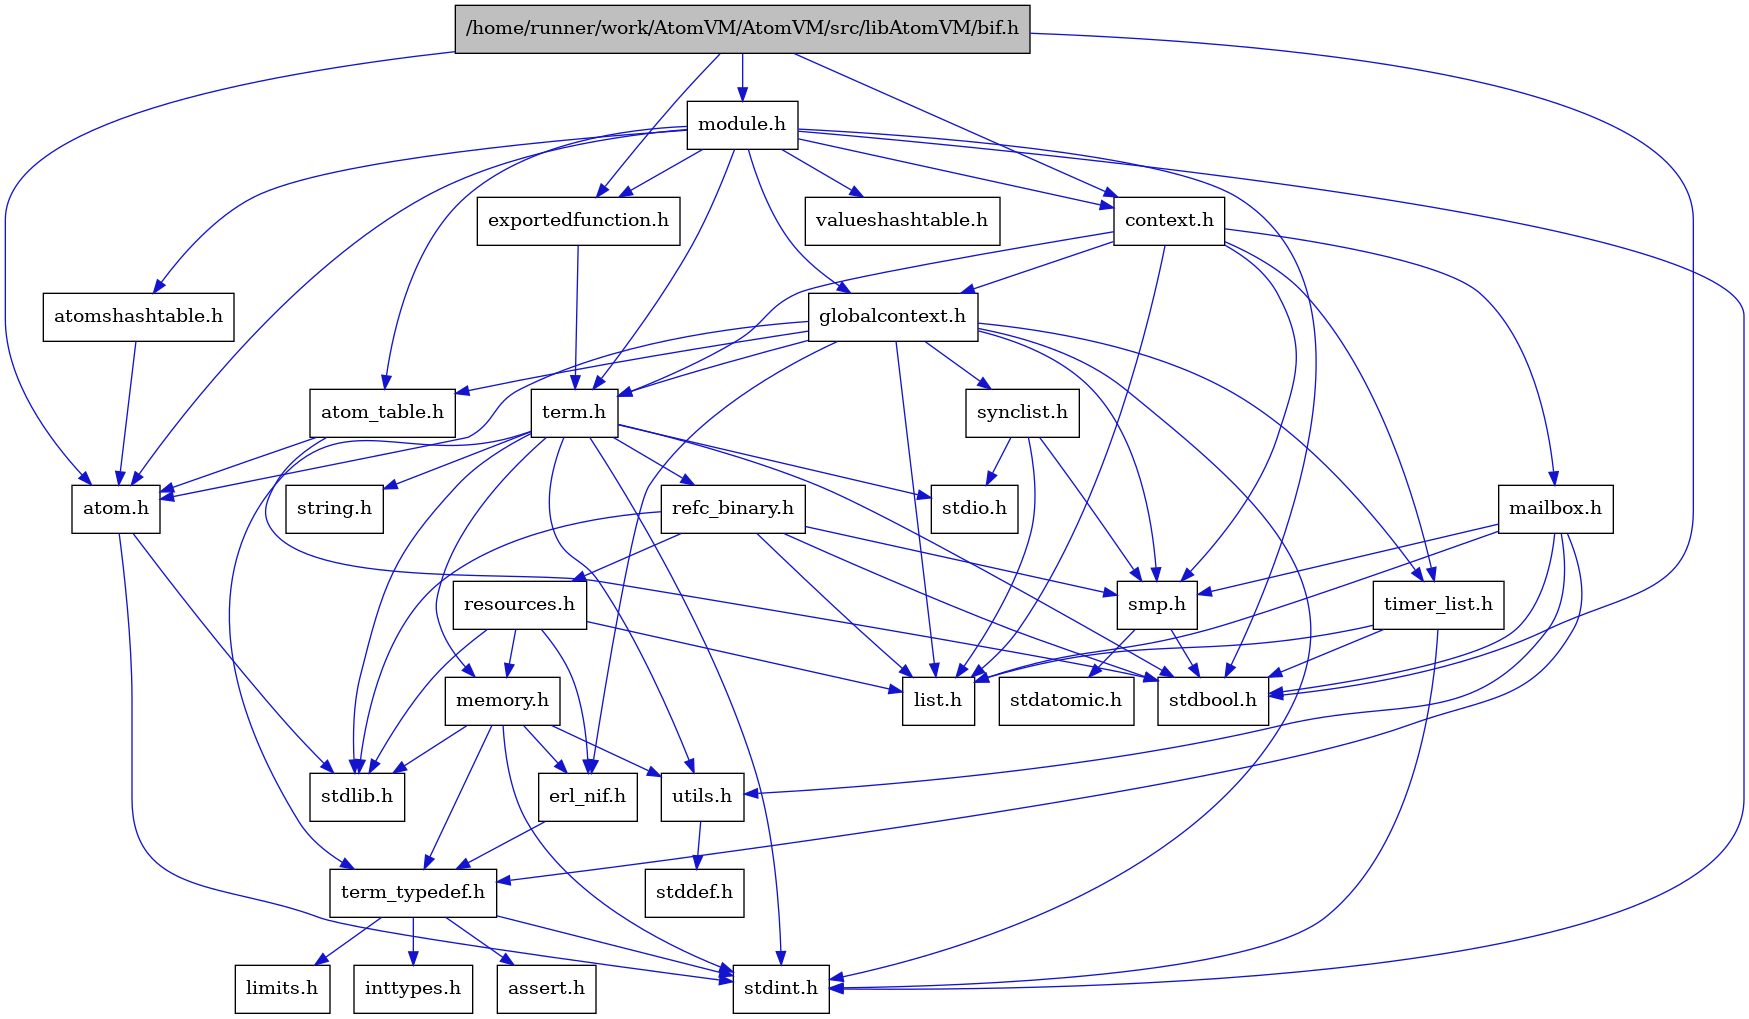 /home/runner/work/AtomVM/AtomVM/src/libAtomVM/bif.h
module.h
exportedfunction.h
valueshashtable.h
context.h
atomshashtable.h
globalcontext.h
atom_table.h
term.h
synclist.h
atom.h
string.h
refc_binary.h
stdio.h
mailbox.h
resources.h
smp.h
timer_list.h
memory.h
list.h
stdatomic.h
stdbool.h
stdlib.h
erl_nif.h
utils.h
term_typedef.h
stddef.h
limits.h
inttypes.h
assert.h
stdint.h